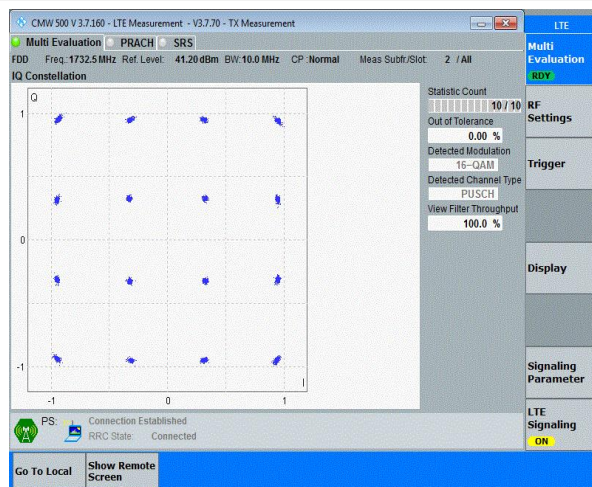 CMW 500 V 3.7.160 - LTE Measurement - V3.7.70 - TX Measurement
LTE
Multi Evaluation PRACH SRS
FDD Freq.:1732.5 MHz Ref. Level: 41.20 dBm BW:10.0 MHz CP :Normal Meas Subfr./Slot: 2 / All
IQ Constellation
Q
1
0
-1
-1 0 1
I
Statistic Count
10 / 10
Out of Tolerance
0.00 %
Detected Modulation
16–QAM
Detected Channel Type
PUSCH
View Filter Throughput
100.0 %
Multi
Evaluation
RDY
RF
Settings
Trigger
Display
Signaling
Parameter
LTE
Signaling
ON
PS: Connection Established
RRC State: Connected
Go To Local
Show Remote
Screen